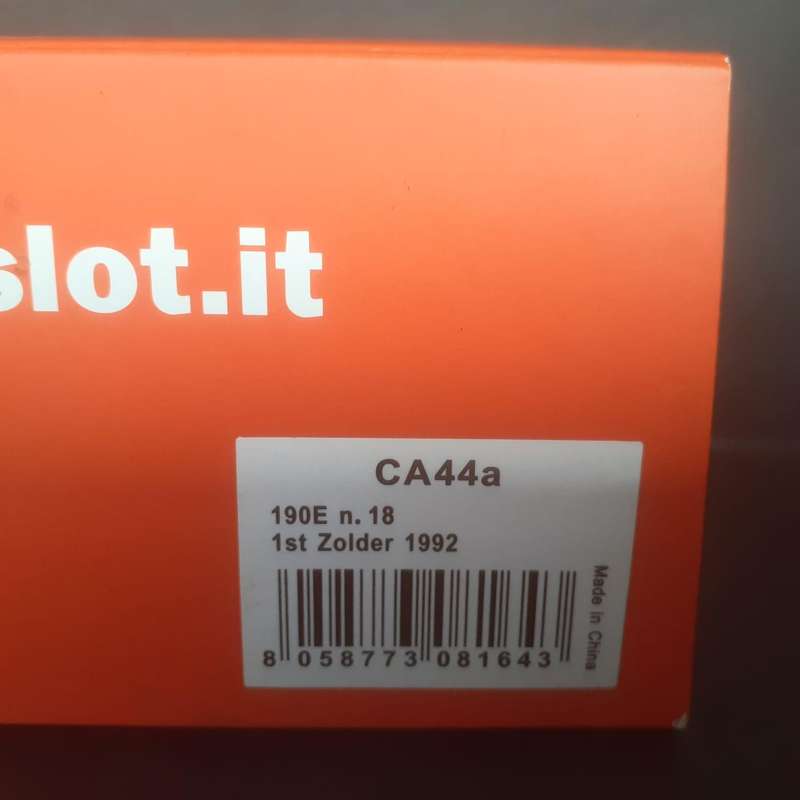 slot.it
CA44a
190E n. 18
1st Zolder 1992
Made in China
8 058773 081643